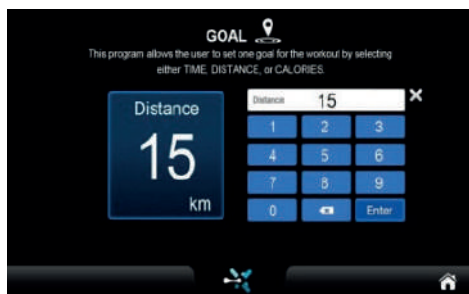 GOAL
This program allows the user to set one goal for the workout by selecting
either TIME, DISTANCE, or CALORIES.
Distance
15
km
Distance 15
1 2 3
4 5 6
7 8 9
0 Enter